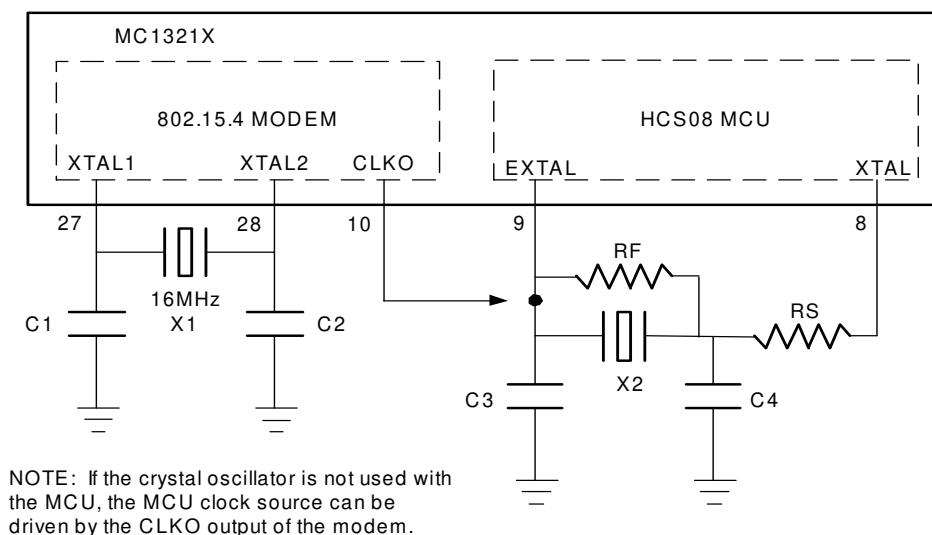 MC1321X
802.15.4 MODEM
HCS08 MCU
XTAL1 XTAL2 CLKO
EXTAL XTAL
27 28 10 9 8
RF
16MHz
X1
C1 C2
RS
X2
C3 C4
NOTE: If the crystal oscillator is not used with
the MCU, the MCU clock source can be
driven by the CLKO output of the modem.